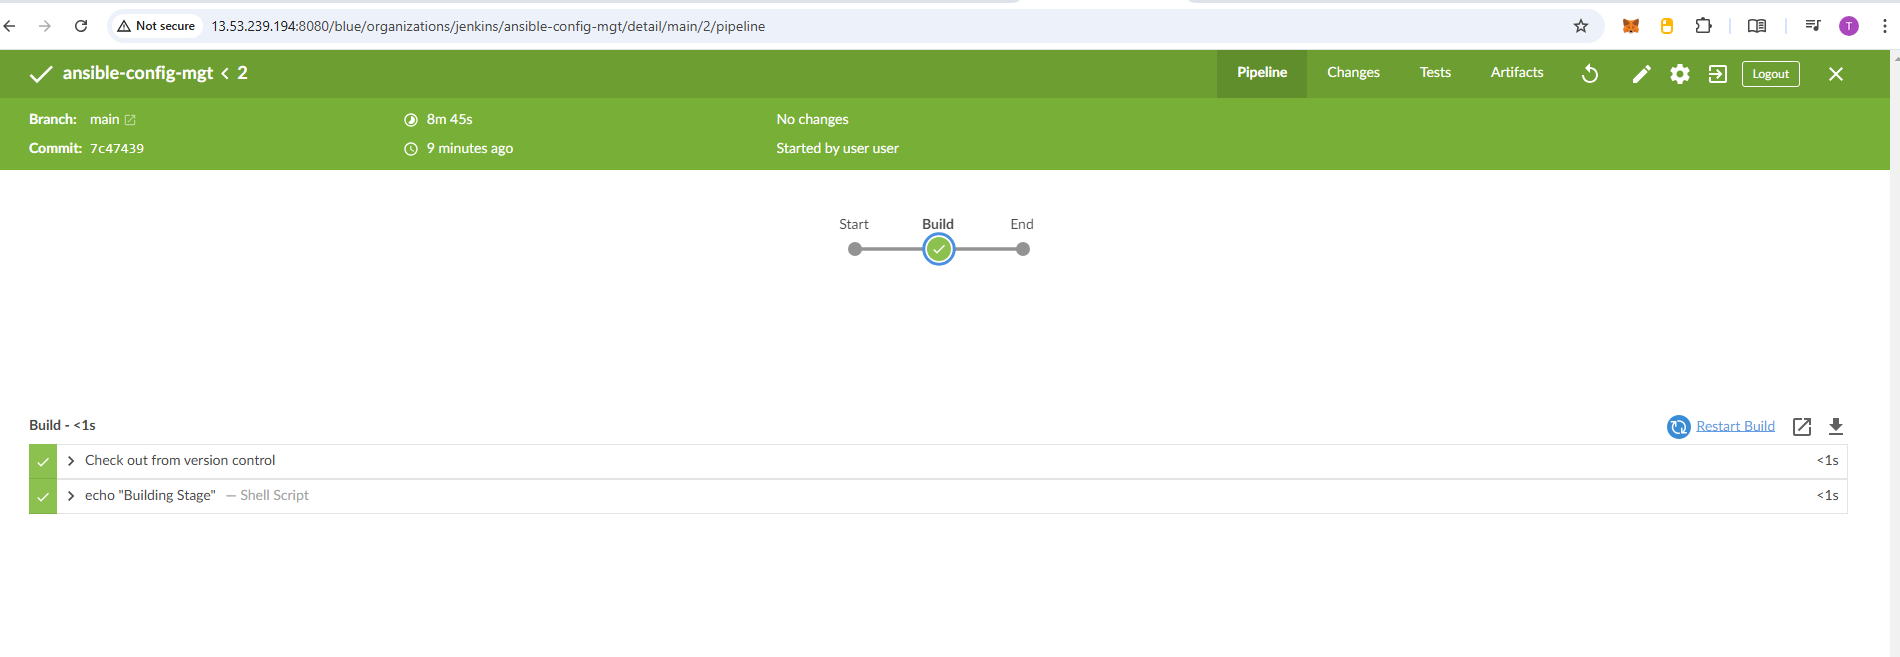 Not secure 13.53.239.194:8080/blue/organizations/jenkins/ansible-config-mgt/detail/main/2/pipeline T
ansible-config-mgt < 2 Pipeline Changes Tests Artifacts Logout
Branch: main 8m 45s No changes
Commit: 7c47439 9 minutes ago Started by user user
Start Build End
Build - <1s Restart Build
Check out from version control <1s
echo "Building Stage" — Shell Script <1s